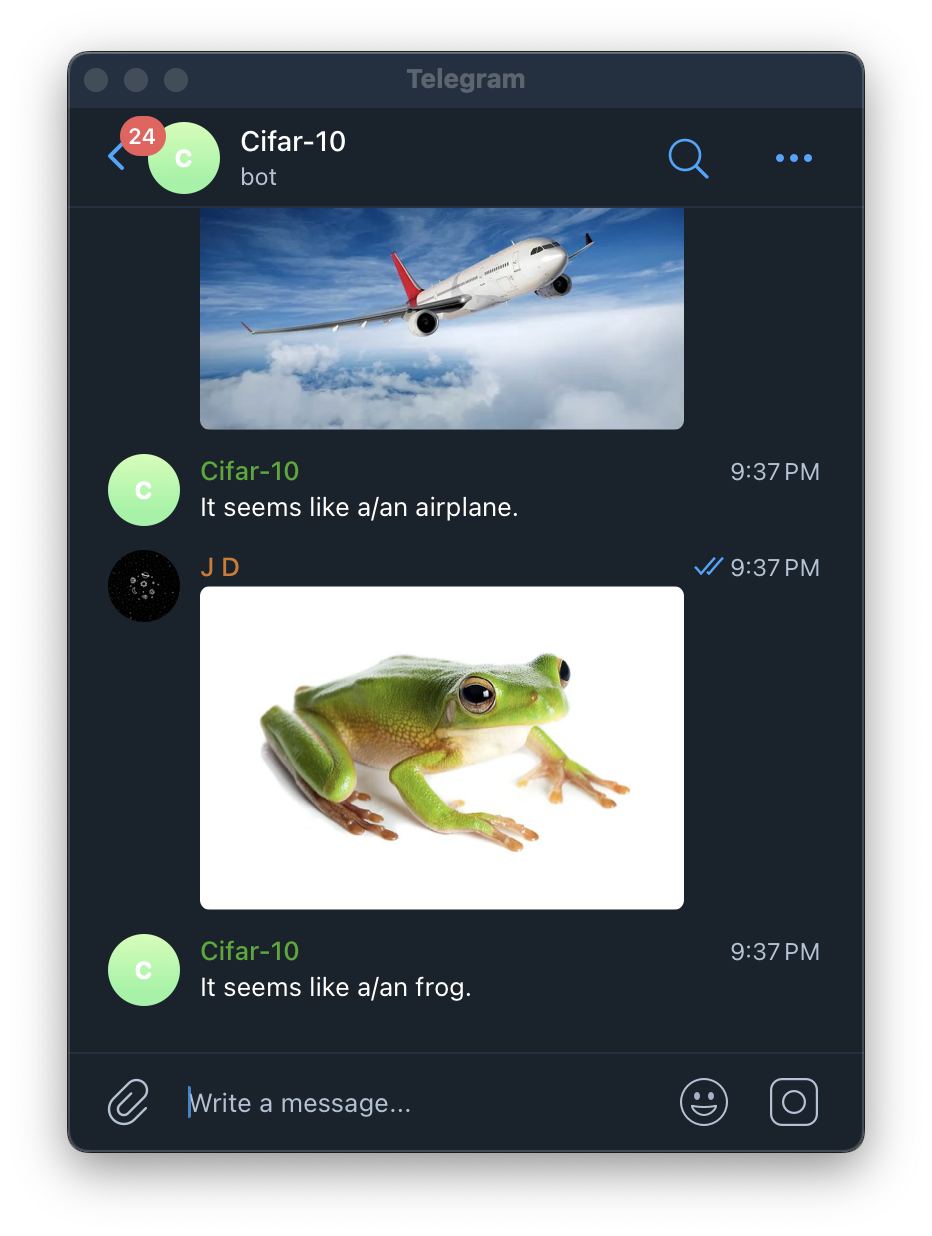 Telegram
24
C
Cifar-10
bot
C
Cifar-10
9:37 PM
It seems like a/an airplane.
J D
9:37 PM
C
Cifar-10
9:37 PM
It seems like a/an frog.
Write a message...